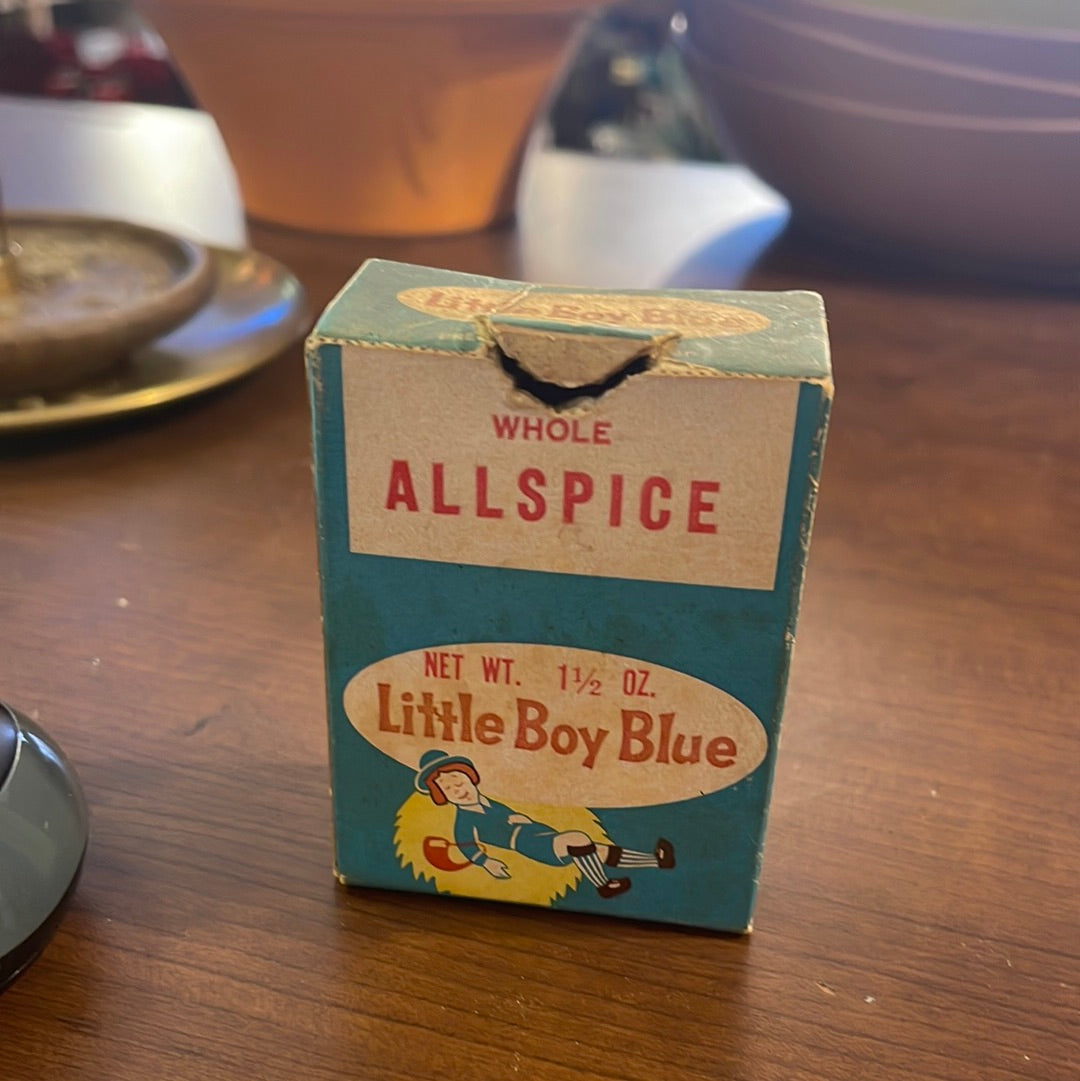 Little Boy Blue
WHOLE
ALLSPICE
NET WT. 1½ OZ.
Little Boy Blue